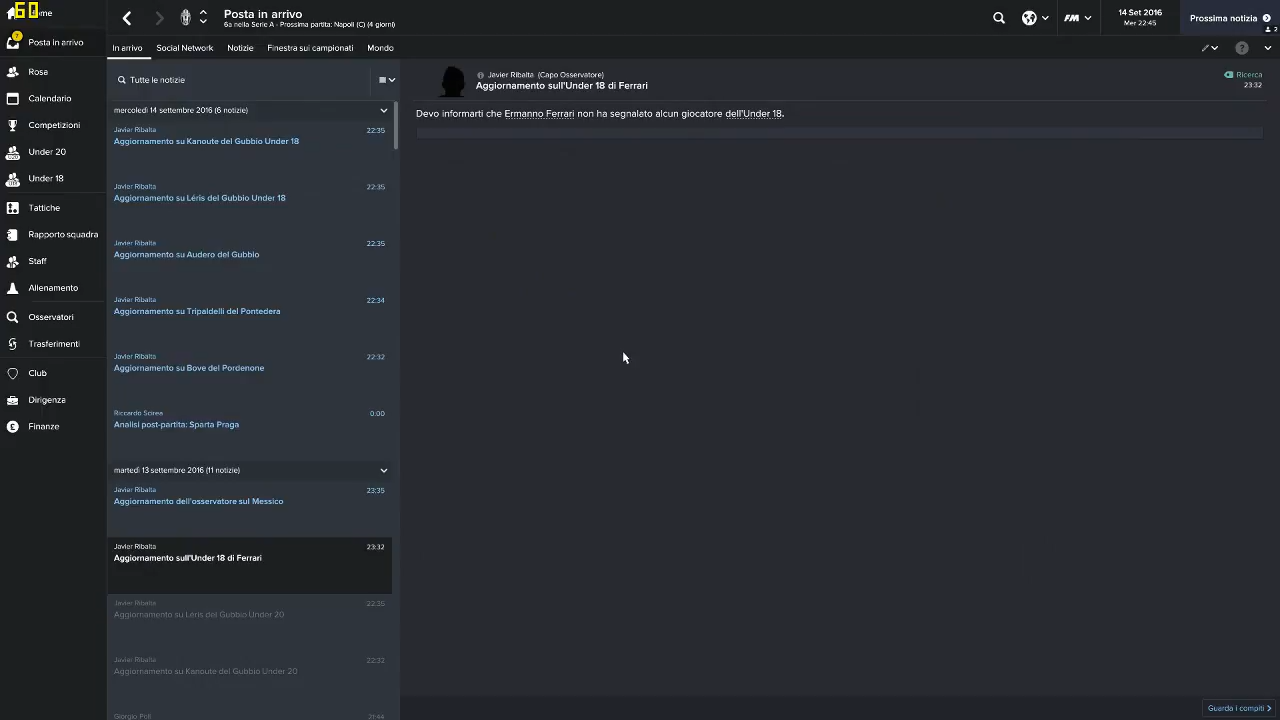 60
Home
Posta in arrivo
6a nella Serie A - Prossima partita: Napoli (C) (4 giorni)
FM
14 Set 2016
Mer 22:45
Prossima notizia
2
7
Posta in arrivo
Rosa
Calendario
Competizioni
Under 20
Under 18
Tattiche
Rapporto squadra
Staff
Allenamento
Osservatori
Trasferimenti
Club
Dirigenza
Finanze
In arrivo
Social Network
Notizie
Finestra sui campionati
Mondo
Tutte le notizie
mercoledì 14 settembre 2016 (6 notizie)
Javier Ribalta 22:35
Aggiornamento su Kanoute del Gubbio Under 18
Javier Ribalta 22:35
Aggiornamento su Léris del Gubbio Under 18
Javier Ribalta 22:35
Aggiornamento su Audero del Gubbio
Javier Ribalta 22:34
Aggiornamento su Tripaldelli del Pontedera
Javier Ribalta 22:32
Aggiornamento su Bove del Pordenone
Riccardo Scirea 0:00
Analisi post-partita: Sparta Praga
martedì 13 settembre 2016 (11 notizie)
Javier Ribalta 23:35
Aggiornamento dell'osservatore sul Messico
Javier Ribalta 23:32
Aggiornamento sull'Under 18 di Ferrari
Javier Ribalta 22:35
Aggiornamento su Léris del Gubbio Under 20
Javier Ribalta 22:32
Aggiornamento su Kanoute del Gubbio Under 20
Javier Ribalta (Capo Osservatore)
Aggiornamento sull'Under 18 di Ferrari
Ricerca
23:32
Devo informarti che Ermanno Ferrari non ha segnalato alcun giocatore dell'Under 18.
Guarda i compiti